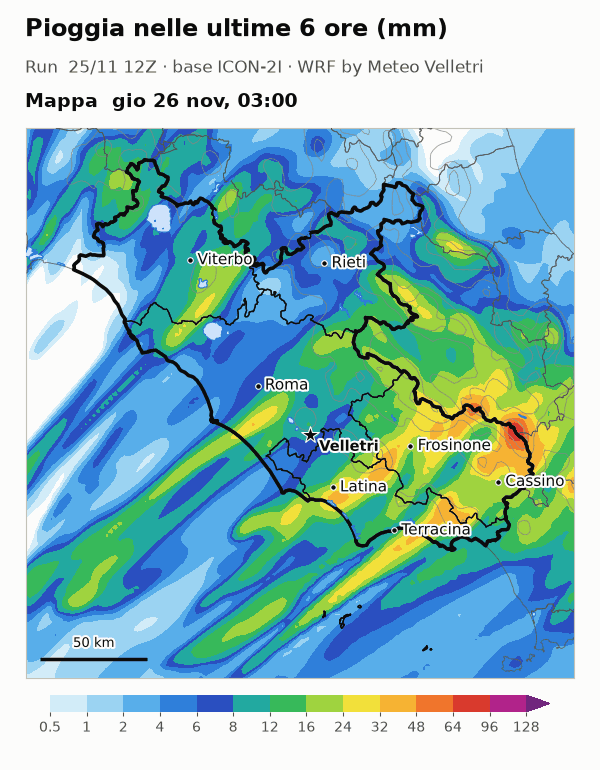 Pioggia nelle ultime 6 ore (mm)
Run  25/11 12Z · base ICON-2I · WRF by Meteo Velletri
Mappa  gio 26 nov, 03:00
Viterbo
Rieti
Roma
Velletri
Frosinone
Latina
Cassino
Terracina
50 km
0.5 1 2 4 6 8 12 16 24 32 48 64 96 128